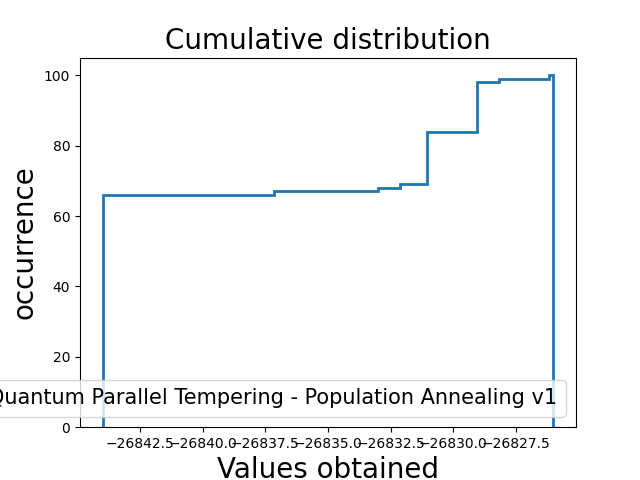 Cumulative distribution
occurrence
100
80
60
40
20
0
Quantum Parallel Tempering - Population Annealing v1
−26842.5 −26840.0 −26837.5 −26835.0 −26832.5 −26830.0 −26827.5
Values obtained